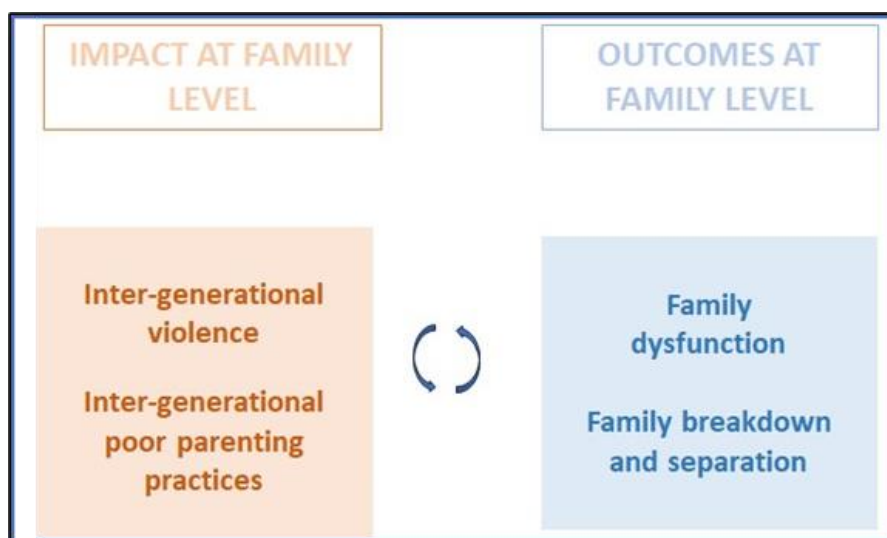 IMPACT AT FAMILY
LEVEL
OUTCOMES AT
FAMILY LEVEL
Inter-generational
violence
Inter-generational
poor parenting
practices
Family
dysfunction
Family breakdown
and separation